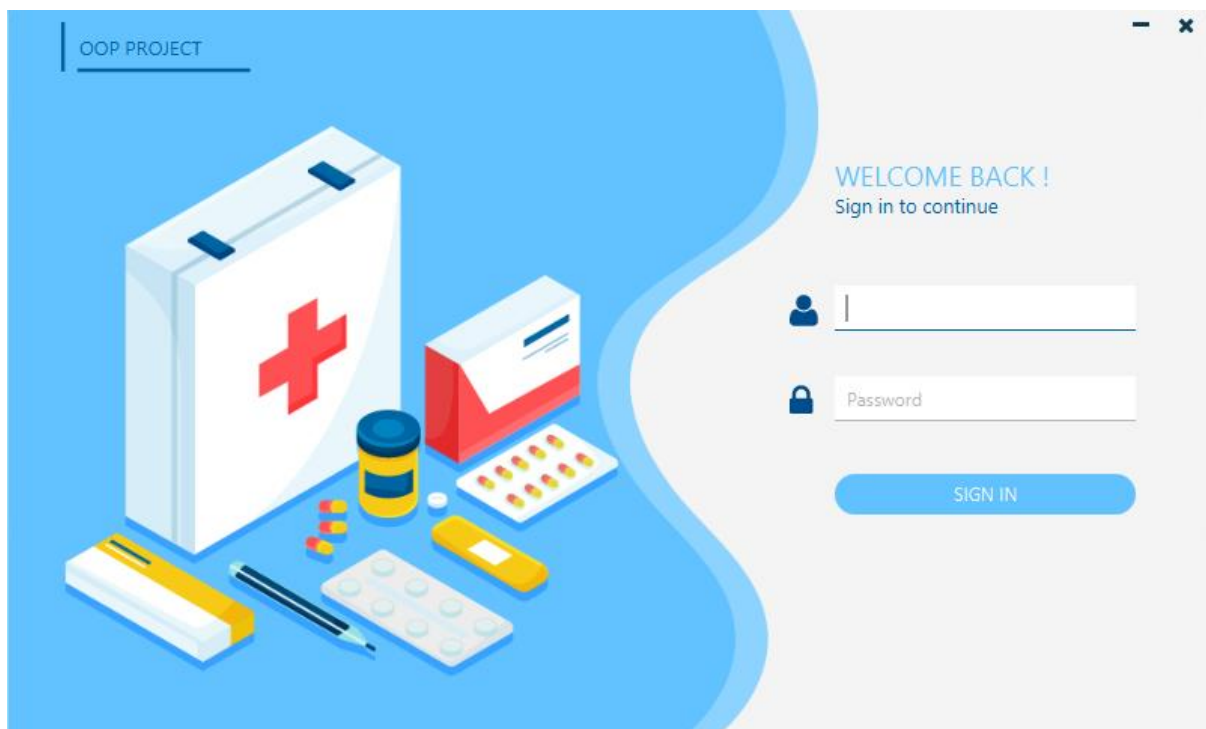 OOP PROJECT
WELCOME BACK !
Sign in to continue
Password
SIGN IN